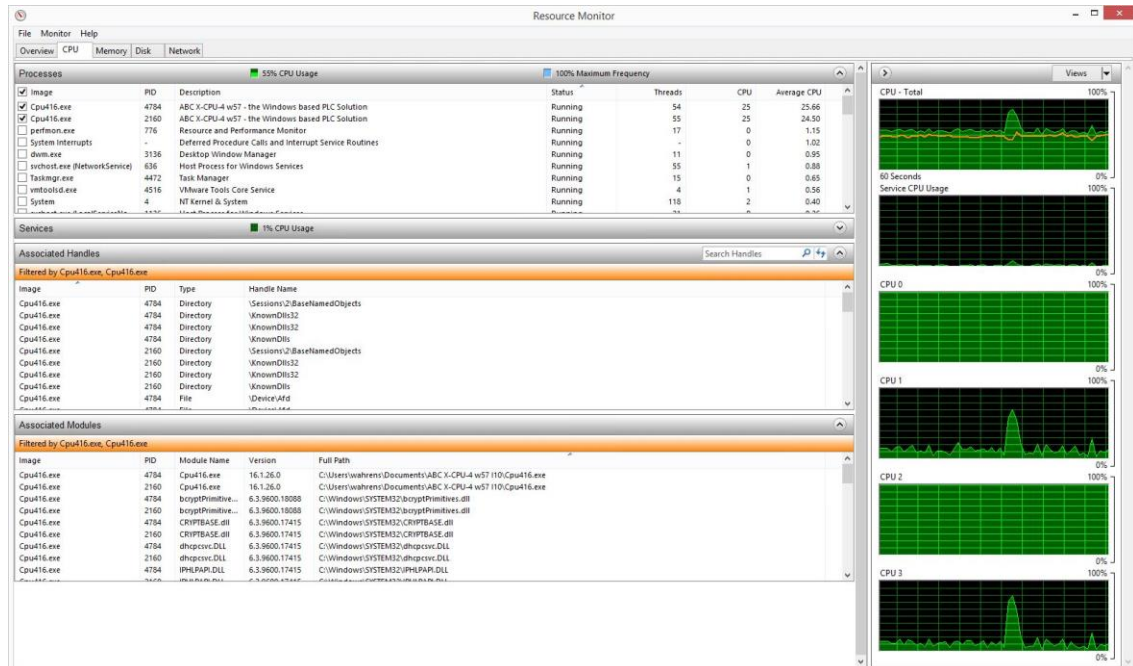 Resource Monitor
File Monitor Help
Overview CPU Memory Disk Network
Processes 55% CPU Usage 100% Maximum Frequency
Image PID Description Status Threads CPU Average CPU
Cpu416.exe 4784 ABC X-CPU-4 w57 - the Windows based PLC Solution Running 54 25 25.66
Cpu416.exe 2160 ABC X-CPU-4 w57 - the Windows based PLC Solution Running 55 25 24.50
perfmon.exe 776 Resource and Performance Monitor Running 17 0 1.15
System Interrupts - Deferred Procedure Calls and Interrupt Service Routines Running - 0 1.02
dwm.exe 3136 Desktop Window Manager Running 11 0 0.95
svchost.exe (NetworkService) 636 Host Process for Windows Services Running 55 1 0.88
Taskmgr.exe 4472 Task Manager Running 15 0 0.65
vmtoolsd.exe 4516 VMware Tools Core Service Running 4 1 0.56
System 4 NT Kernel & System Running 118 2 0.40
Services 1% CPU Usage
Associated Handles Search Handles
Filtered by Cpu416.exe, Cpu416.exe
Image PID Type Handle Name
Cpu416.exe 4784 Directory \Sessions\2\BaseNamedObjects
Cpu416.exe 4784 Directory \KnownDlls32
Cpu416.exe 4784 Directory \KnownDlls32
Cpu416.exe 4784 Directory \KnownDlls
Cpu416.exe 2160 Directory \Sessions\2\BaseNamedObjects
Cpu416.exe 2160 Directory \KnownDlls32
Cpu416.exe 2160 Directory \KnownDlls32
Cpu416.exe 2160 Directory \KnownDlls
Cpu416.exe 4784 File \Device\Afd
Associated Modules
Filtered by Cpu416.exe, Cpu416.exe
Image PID Module Name Version Full Path
Cpu416.exe 4784 Cpu416.exe 16.1.26.0 C:\Users\wahrens\Documents\ABC X-CPU-4 w57 I10\Cpu416.exe
Cpu416.exe 2160 Cpu416.exe 16.1.26.0 C:\Users\wahrens\Documents\ABC X-CPU-4 w57 I10\Cpu416.exe
Cpu416.exe 4784 bcryptPrimitive... 6.3.9600.18088 C:\Windows\SYSTEM32\bcryptPrimitives.dll
Cpu416.exe 2160 bcryptPrimitive... 6.3.9600.18088 C:\Windows\SYSTEM32\bcryptPrimitives.dll
Cpu416.exe 4784 CRYPTBASE.dll 6.3.9600.17415 C:\Windows\SYSTEM32\CRYPTBASE.dll
Cpu416.exe 2160 CRYPTBASE.dll 6.3.9600.17415 C:\Windows\SYSTEM32\CRYPTBASE.dll
Cpu416.exe 4784 dhcpcsvc.DLL 6.3.9600.17415 C:\Windows\SYSTEM32\dhcpcsvc.DLL
Cpu416.exe 2160 dhcpcsvc.DLL 6.3.9600.17415 C:\Windows\SYSTEM32\dhcpcsvc.DLL
Cpu416.exe 4784 IPHLPAPI.DLL 6.3.9600.17415 C:\Windows\SYSTEM32\IPHLPAPI.DLL
Views
CPU - Total 100%
60 Seconds 0%
Service CPU Usage 100%
0%
CPU 0 100%
0%
CPU 1 100%
0%
CPU 2 100%
0%
CPU 3 100%
0%